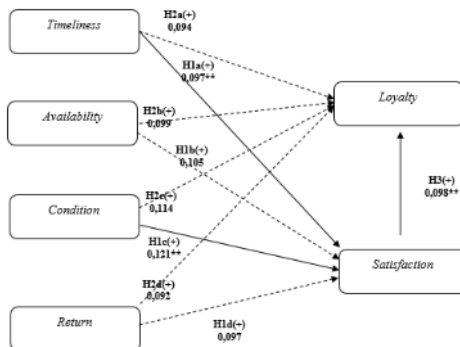 Timeliness
H2a(+)
0,094
H1a(+)
0,097**
Loyalty
Availability
H2b(+)
0,099
H1b(+)
0,105
H2c(+)
0,114
H3(+)
0,098**
Condition
H1c(+)
0,121**
Satisfaction
H2d(+)
0,092
Return
H1d(+)
0,097